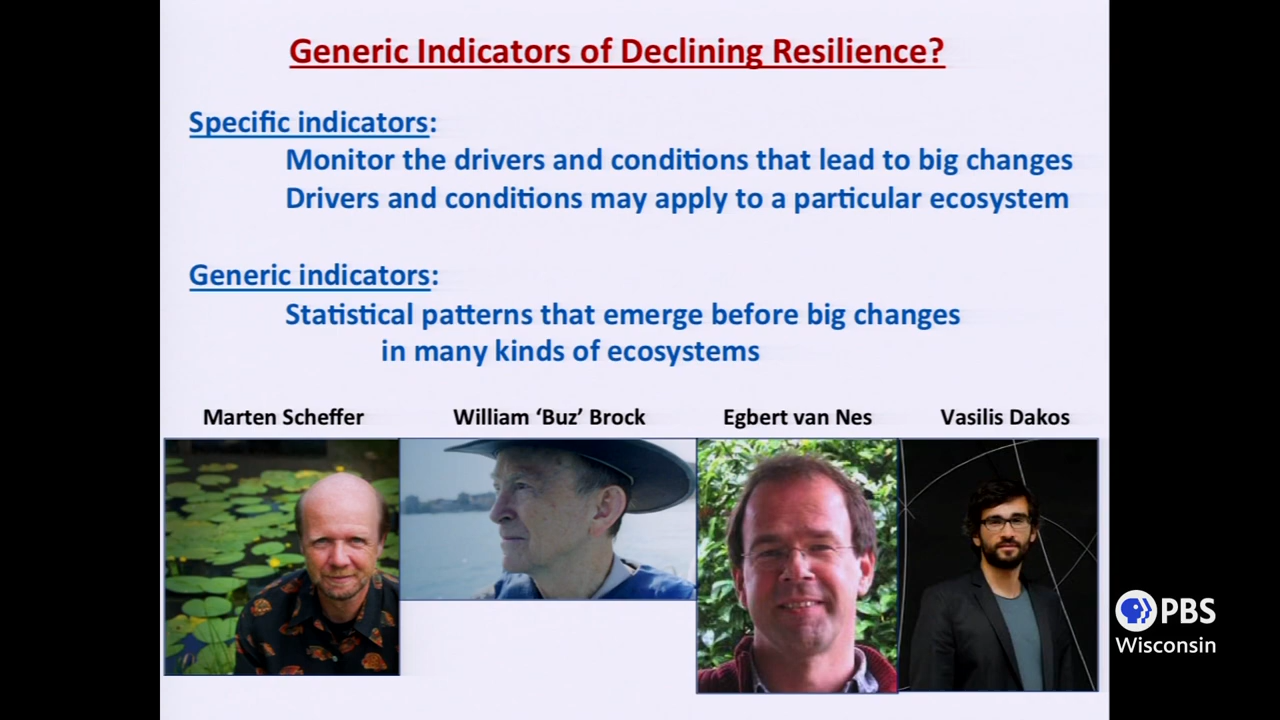 Generic Indicators of Declining Resilience?
Specific indicators:
Monitor the drivers and conditions that lead to big changes
Drivers and conditions may apply to a particular ecosystem
Generic indicators:
Statistical patterns that emerge before big changes
in many kinds of ecosystems
Marten Scheffer
William ‘Buz’ Brock
Egbert van Nes
Vasilis Dakos
PBS
Wisconsin